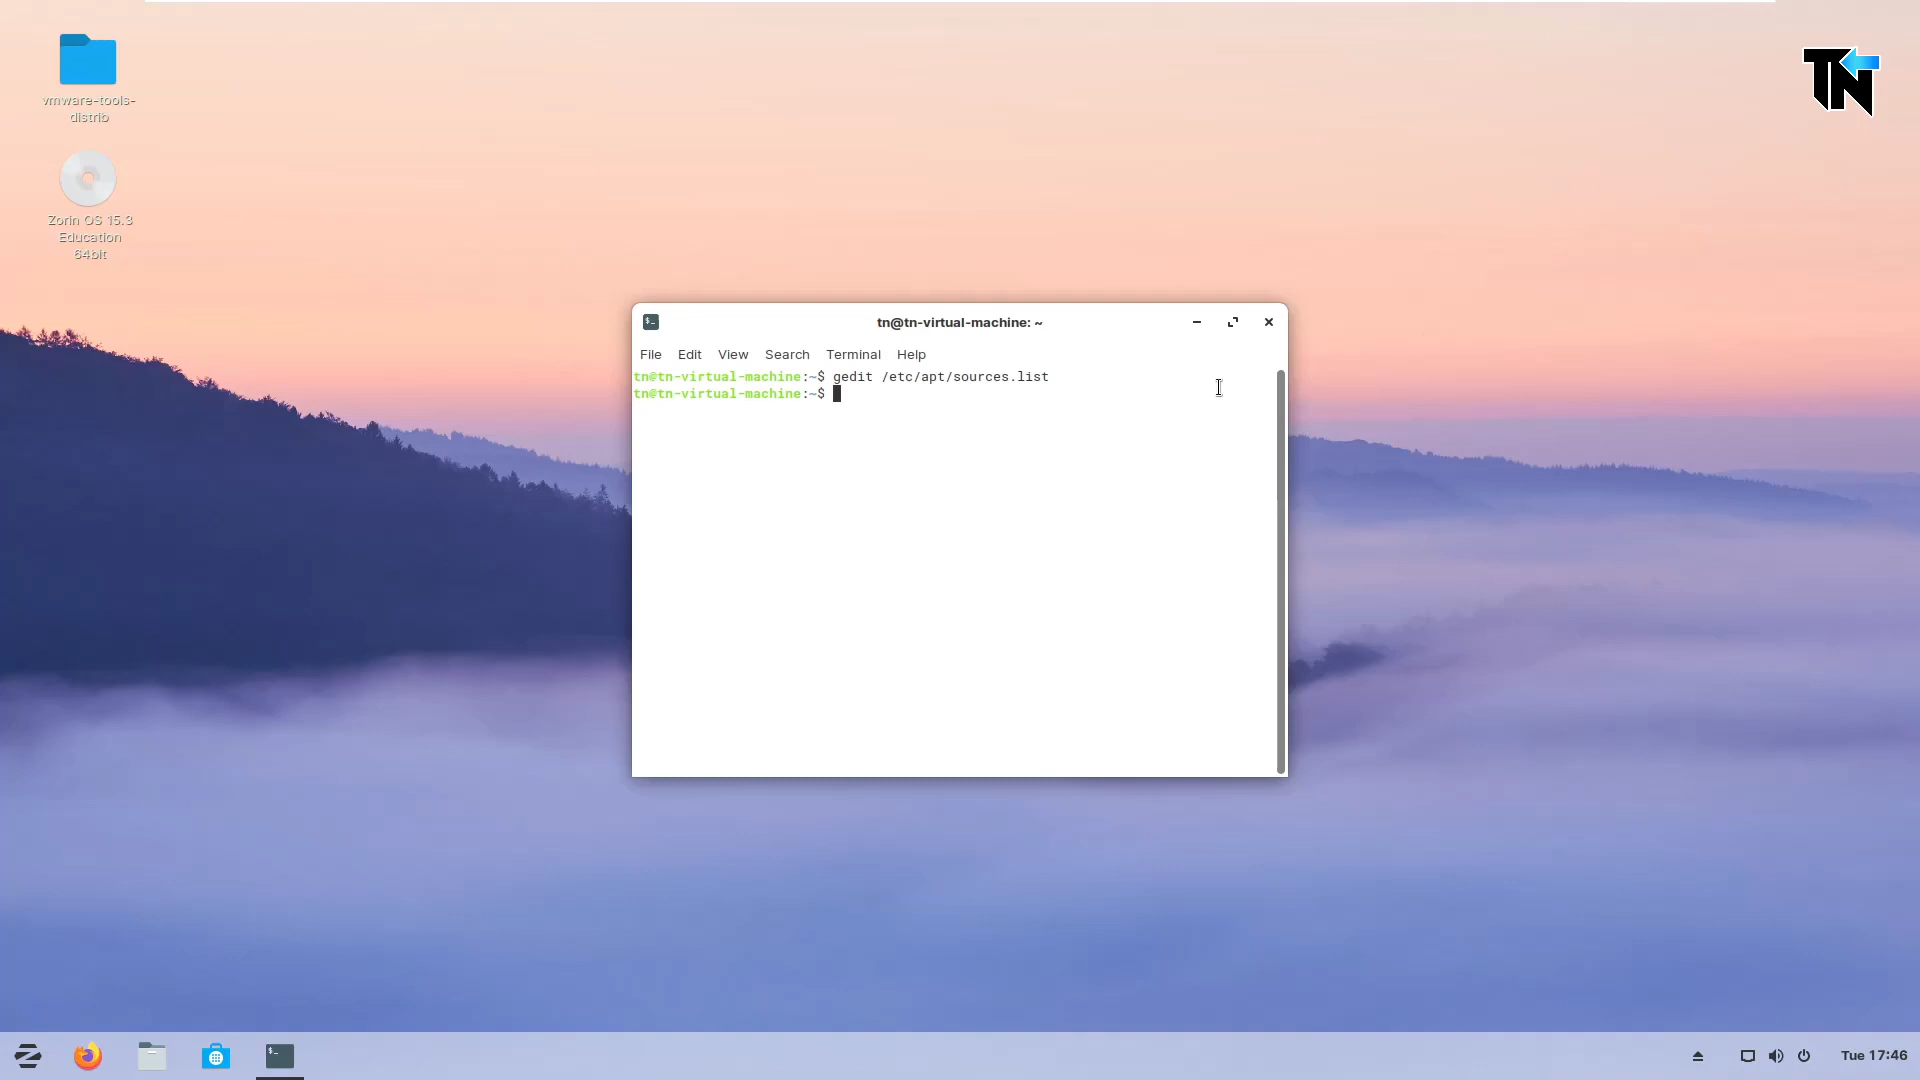 vmware-tools-
distrib
Zorin OS 15.3
Education
64bit
TN
tn@tn-virtual-machine: ~
File Edit View Search Terminal Help
tn@tn-virtual-machine:~$ gedit /etc/apt/sources.list
tn@tn-virtual-machine:~$
Tue 17:46